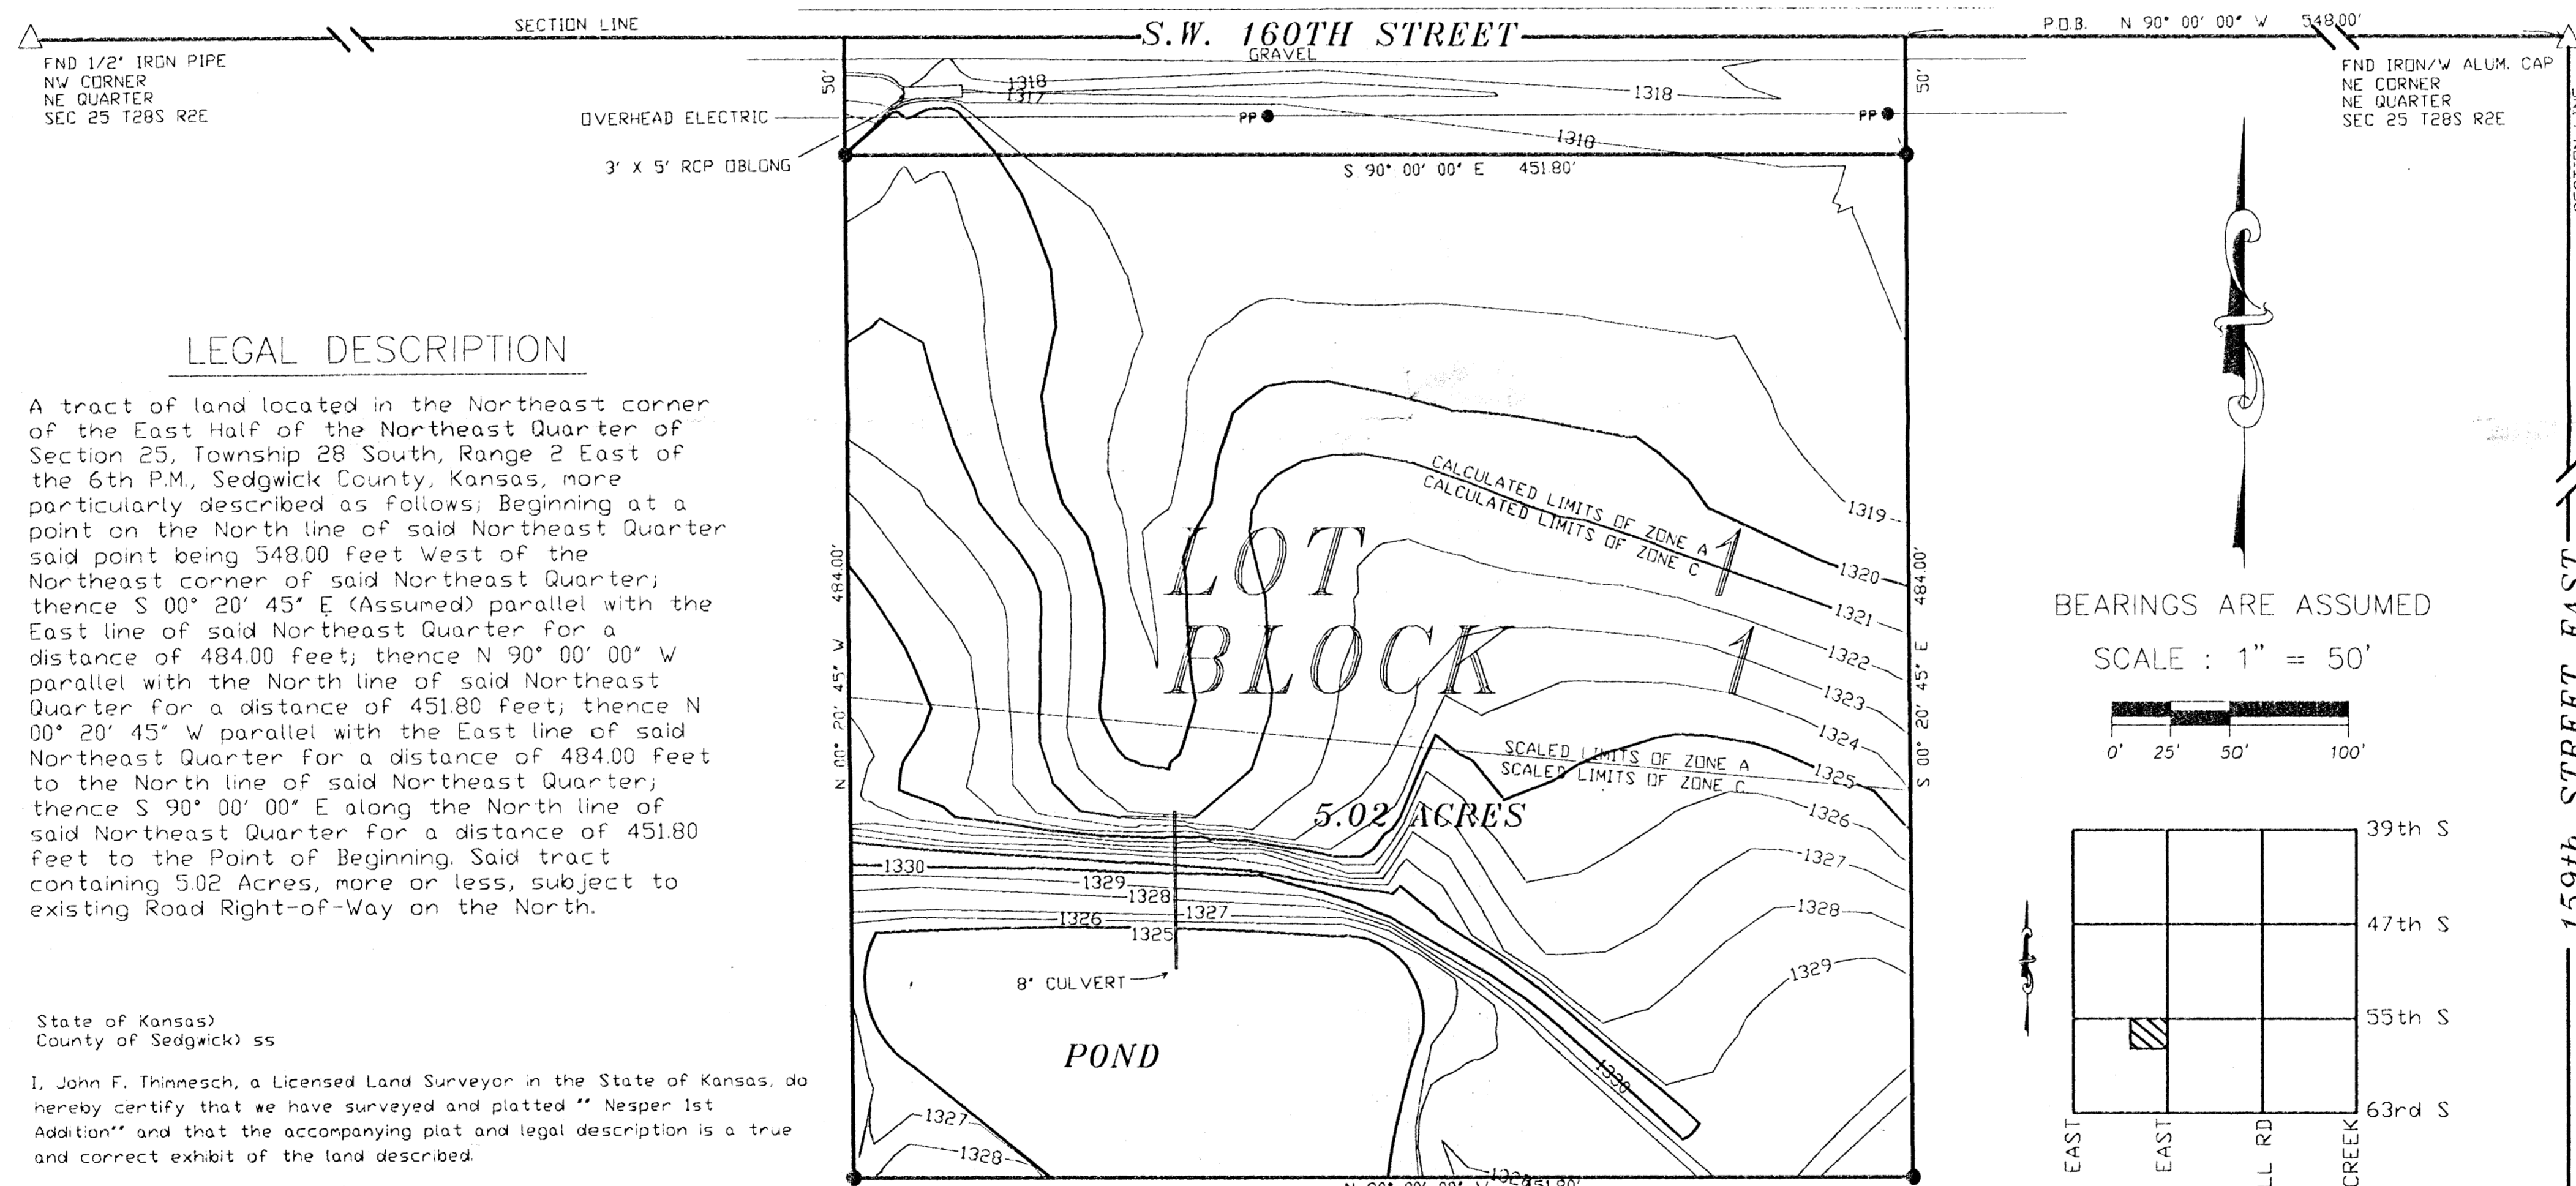 SECTION LINE
S.W. 160TH STREET
GRAVEL
P.O.B. N 90° 00' 00" W 548.00'
FND 1/2" IRON PIPE
NW CORNER
NE QUARTER
SEC 25 T28S R2E
FND IRON/W ALUM. CAP
NE CORNER
NE QUARTER
SEC 25 T28S R2E
50'
50'
1318
1317
1318
OVERHEAD ELECTRIC
PP
PP
1318
3' X 5' RCP OBLONG
S 90° 00' 00" E 451.80'
LEGAL DESCRIPTION
A tract of land located in the Northeast corner
of the East Half of the Northeast Quarter of
Section 25, Township 28 South, Range 2 East of
the 6th P.M., Sedgwick County, Kansas, more
particularly described as follows; Beginning at a
point on the North line of said Northeast Quarter
said point being 548.00 feet West of the
Northeast corner of said Northeast Quarter;
thence S 00° 20' 45" E (Assumed) parallel with the
East line of said Northeast Quarter for a
distance of 484.00 feet; thence N 90° 00' 00" W
parallel with the North line of said Northeast
Quarter for a distance of 451.80 feet; thence N
00° 20' 45" W parallel with the East line of said
Northeast Quarter for a distance of 484.00 feet
to the North line of said Northeast Quarter;
thence S 90° 00' 00" E along the North line of
said Northeast Quarter for a distance of 451.80
feet to the Point of Beginning. Said tract
containing 5.02 Acres, more or less, subject to
existing Road Right-of-Way on the North.
State of Kansas)
County of Sedgwick) ss
I, John F. Thimmesch, a Licensed Land Surveyor in the State of Kansas, do
hereby certify that we have surveyed and platted "" Nesper 1st
Addition"" and that the accompanying plat and legal description is a true
and correct exhibit of the land described.
N 00° 20' 45" W 484.00'
CALCULATED LIMITS OF ZONE A
CALCULATED LIMITS OF ZONE C
LOT 1
BLOCK 1
1319
1320
1321
1322
1323
1324
SCALED LIMITS OF ZONE A
SCALED LIMITS OF ZONE C
1325
5.02 ACRES
1326
1327
1328
1329
1330
1329
1328
1327
1326
1325
8" CULVERT
POND
1330
1327
1328
S 00° 20' 45" E 484.00'
BEARINGS ARE ASSUMED
SCALE : 1" = 50'
0' 25' 50' 100'
39th S
47th S
55th S
63rd S
EAST
EAST
LL RD
CREEK
159th STREET EAST